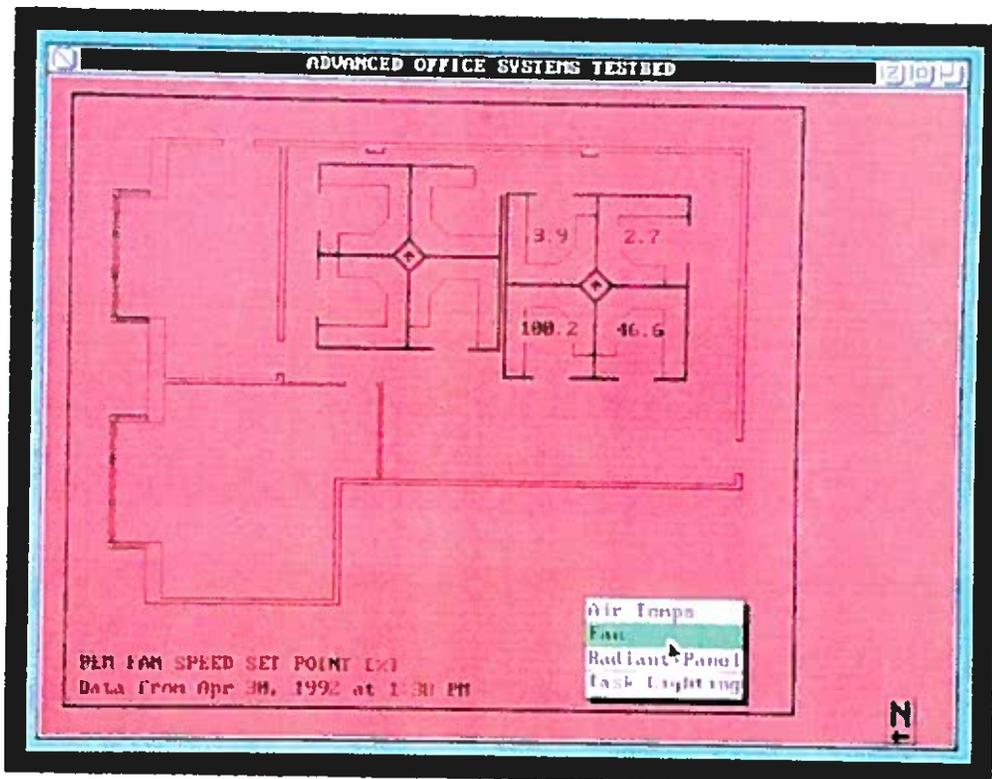 ADVANCED OFFICE SYSTEMS TESTBED
3.9 2.7
100.2 46.6
Air Temps
Fan
Radiant Panel
Task Lighting
FAN SPEED SET POINT [%]
Data from Apr 30, 1992 at 1:30 PM
N